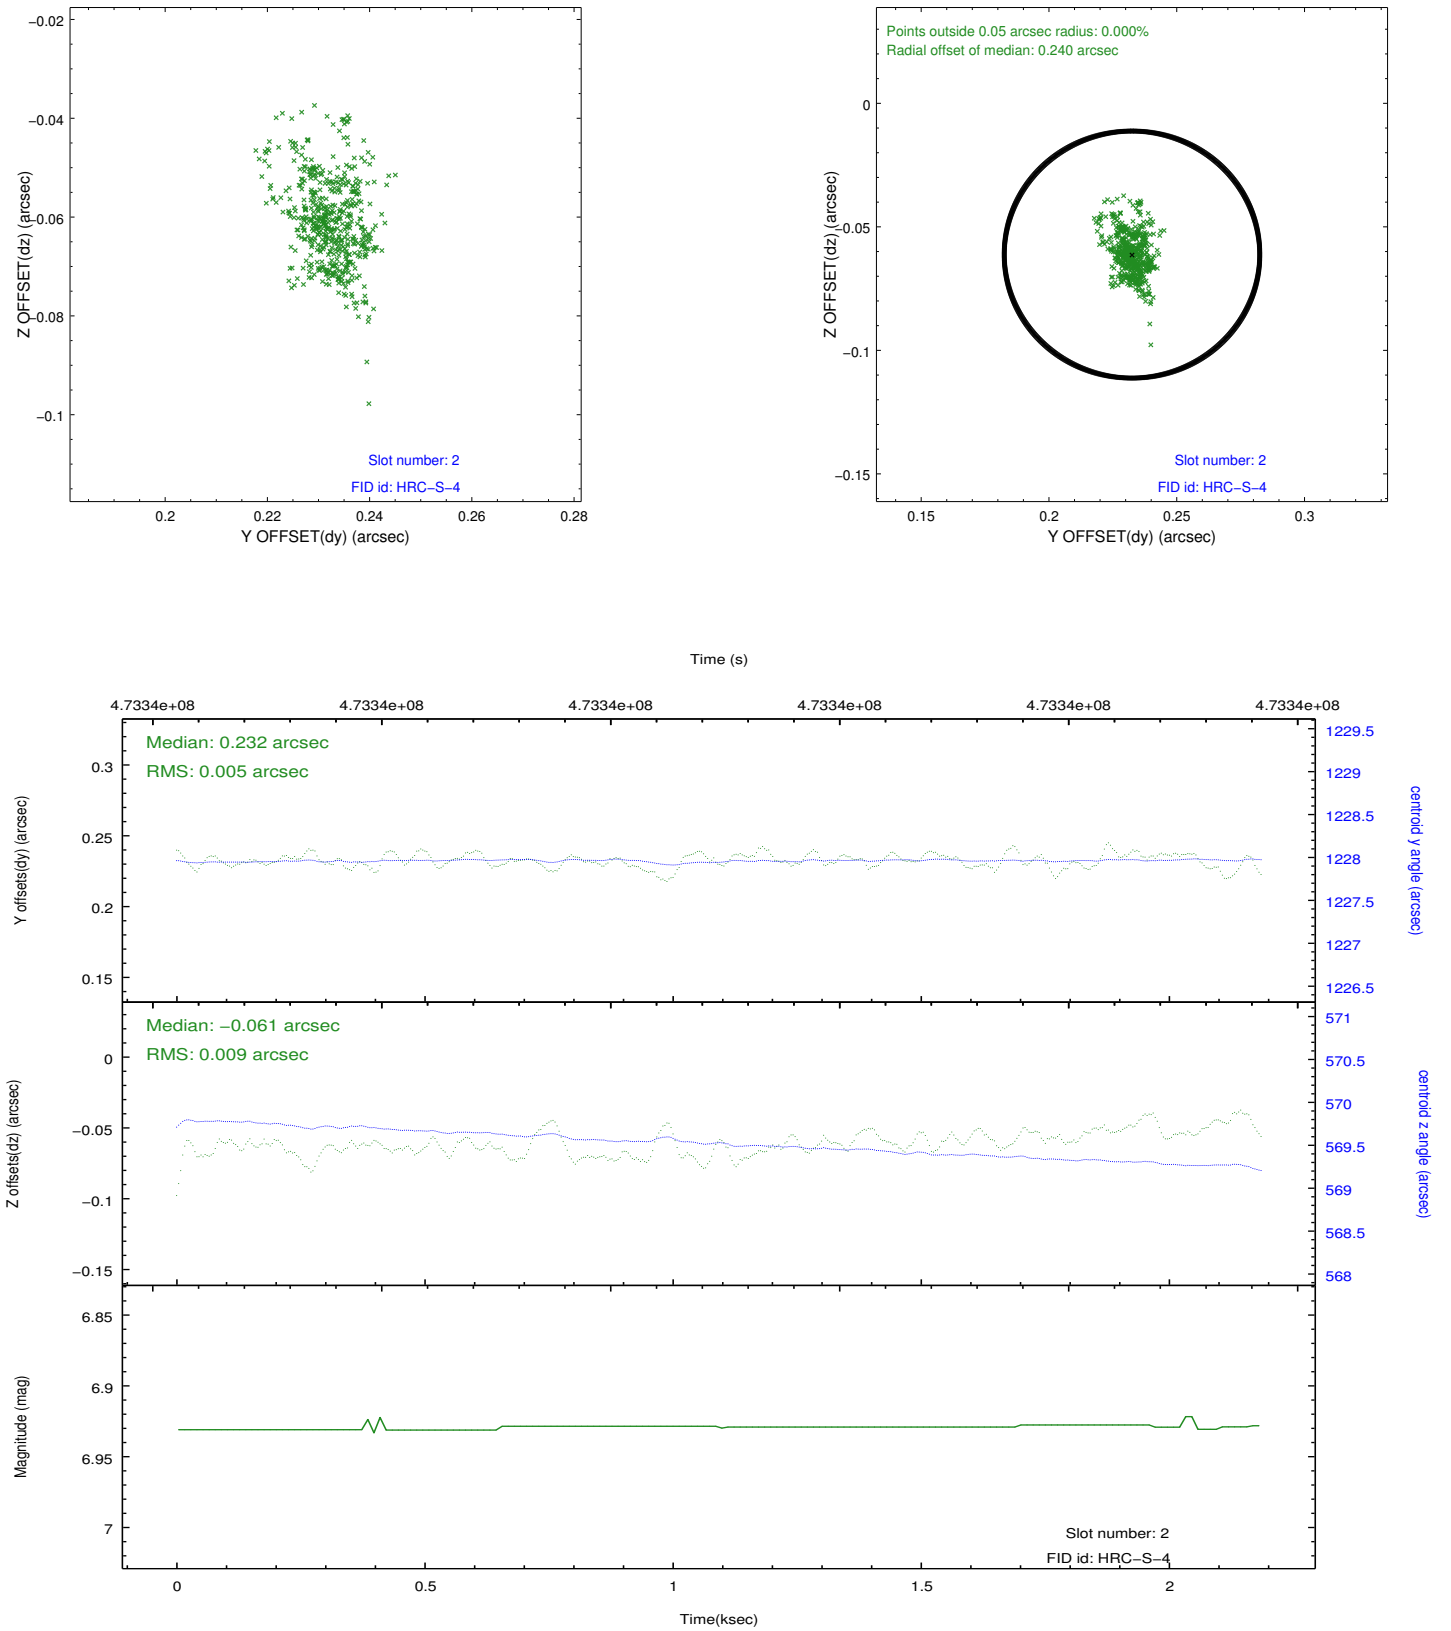 −0.02
−0.04
−0.06
−0.08
−0.1
Z OFFSET(dz) (arcsec)
Slot number: 2
FID id: HRC−S−4
0.2
0.22
0.24
0.26
0.28
Y OFFSET(dy) (arcsec)
Points outside 0.05 arcsec radius: 0.000%
Radial offset of median: 0.240 arcsec
0
−0.05
−0.1
−0.15
Z OFFSET(dz) (arcsec)
Slot number: 2
FID id: HRC−S−4
0.15
0.2
0.25
0.3
Y OFFSET(dy) (arcsec)
Time (s)
4.7334e+08
4.7334e+08
4.7334e+08
4.7334e+08
4.7334e+08
4.7334e+08
Median: 0.232 arcsec
RMS: 0.005 arcsec
0.3
0.25
0.2
0.15
Y offsets(dy) (arcsec)
1229.5
1229
1228.5
1228
1227.5
1227
1226.5
centroid y angle (arcsec)
Median: −0.061 arcsec
RMS: 0.009 arcsec
0
−0.05
−0.1
−0.15
Z offsets(dz) (arcsec)
571
570.5
570
569.5
569
568.5
568
centroid z angle (arcsec)
6.85
6.9
6.95
7
Magnitude (mag)
Slot number: 2
FID id: HRC−S−4
0
0.5
1
1.5
2
Time(ksec)